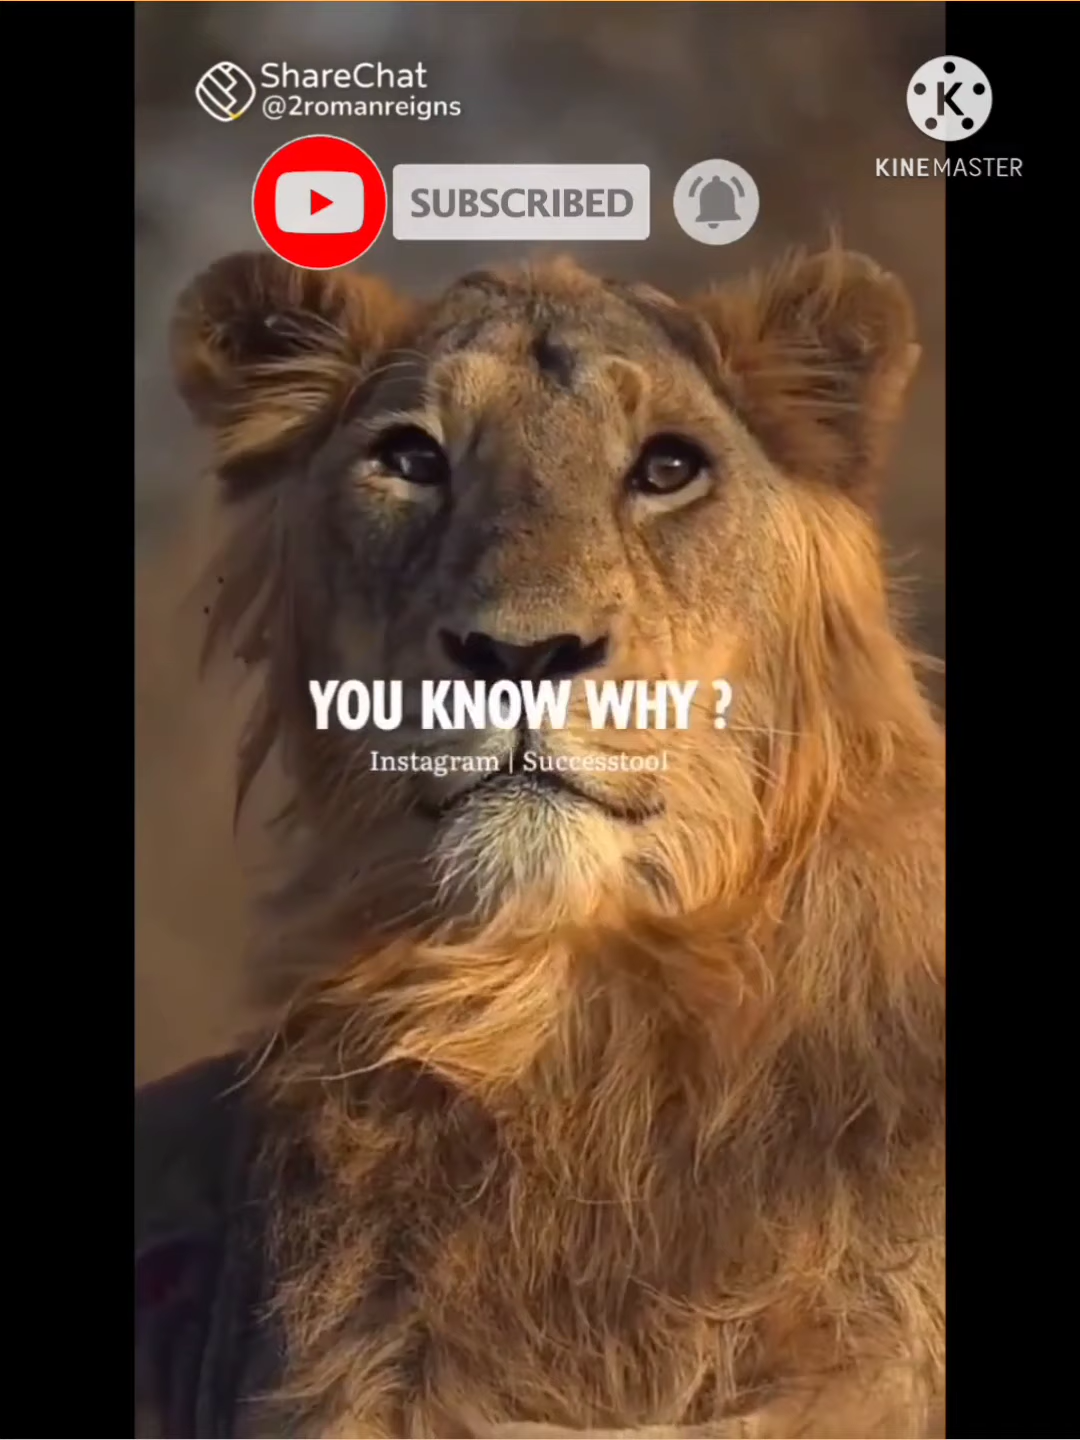 ShareChat
@2romanreigns
K
KINEMASTER
SUBSCRIBED
YOU KNOW WHY ?
Instagram | Successtool